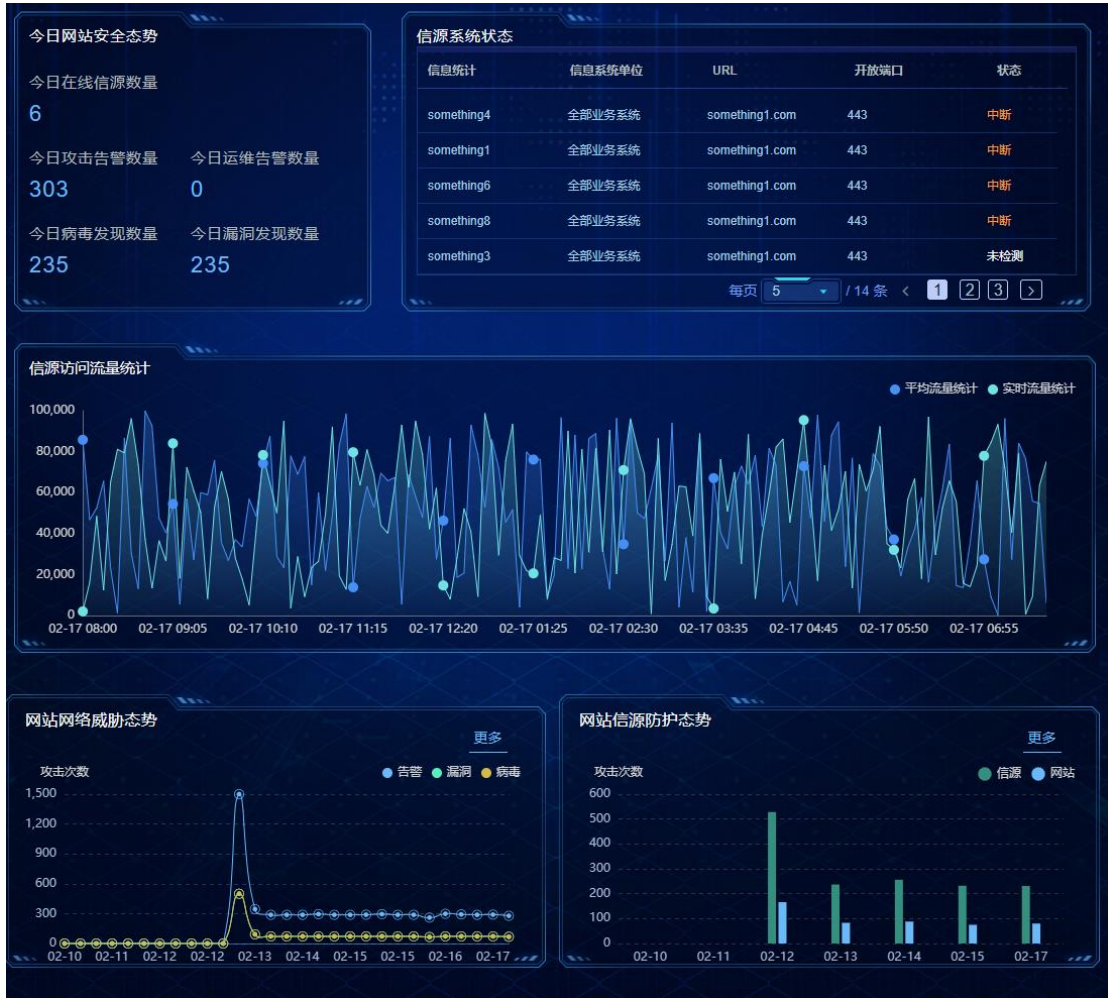 今日网站安全态势
今日在线信源数量
6
今日攻击告警数量 今日运维告警数量
303 0
今日病毒发现数量 今日漏洞发现数量
235 235
信源系统状态
信息统计 信息系统单位 URL 开放端口 状态
something4 全部业务系统 something1.com 443 中断
something1 全部业务系统 something1.com 443 中断
something6 全部业务系统 something1.com 443 中断
something8 全部业务系统 something1.com 443 中断
something3 全部业务系统 something1.com 443 未检测
每页 5 / 14 条 < 1 2 3 >
信源访问流量统计
平均流量统计 实时流量统计
100,000
80,000
60,000
40,000
20,000
0
02-17 08:00 02-17 09:05 02-17 10:10 02-17 11:15 02-17 12:20 02-17 01:25 02-17 02:30 02-17 03:35 02-17 04:45 02-17 05:50 02-17 06:55
网站网络威胁态势
更多
攻击次数 告警 漏洞 病毒
1,500
1,200
900
600
300
0
02-10 02-11 02-12 02-12 02-13 02-14 02-15 02-15 02-16 02-17
网站信源防护态势
更多
攻击次数 信源 网站
600
500
400
300
200
100
0
02-10 02-11 02-12 02-13 02-14 02-15 02-17